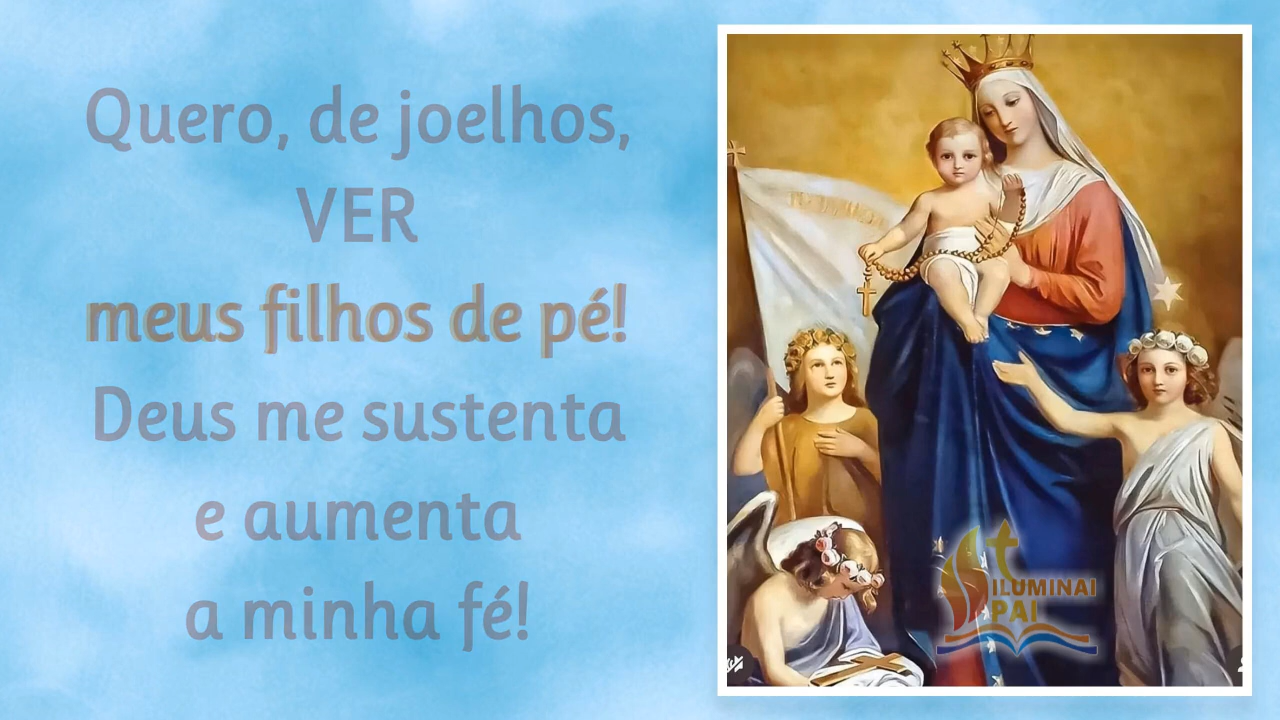 Quero, de joelhos,
VER
meus filhos de pé!
Deus me sustenta
e aumenta
a minha fé!
ILUMINAI
PAI